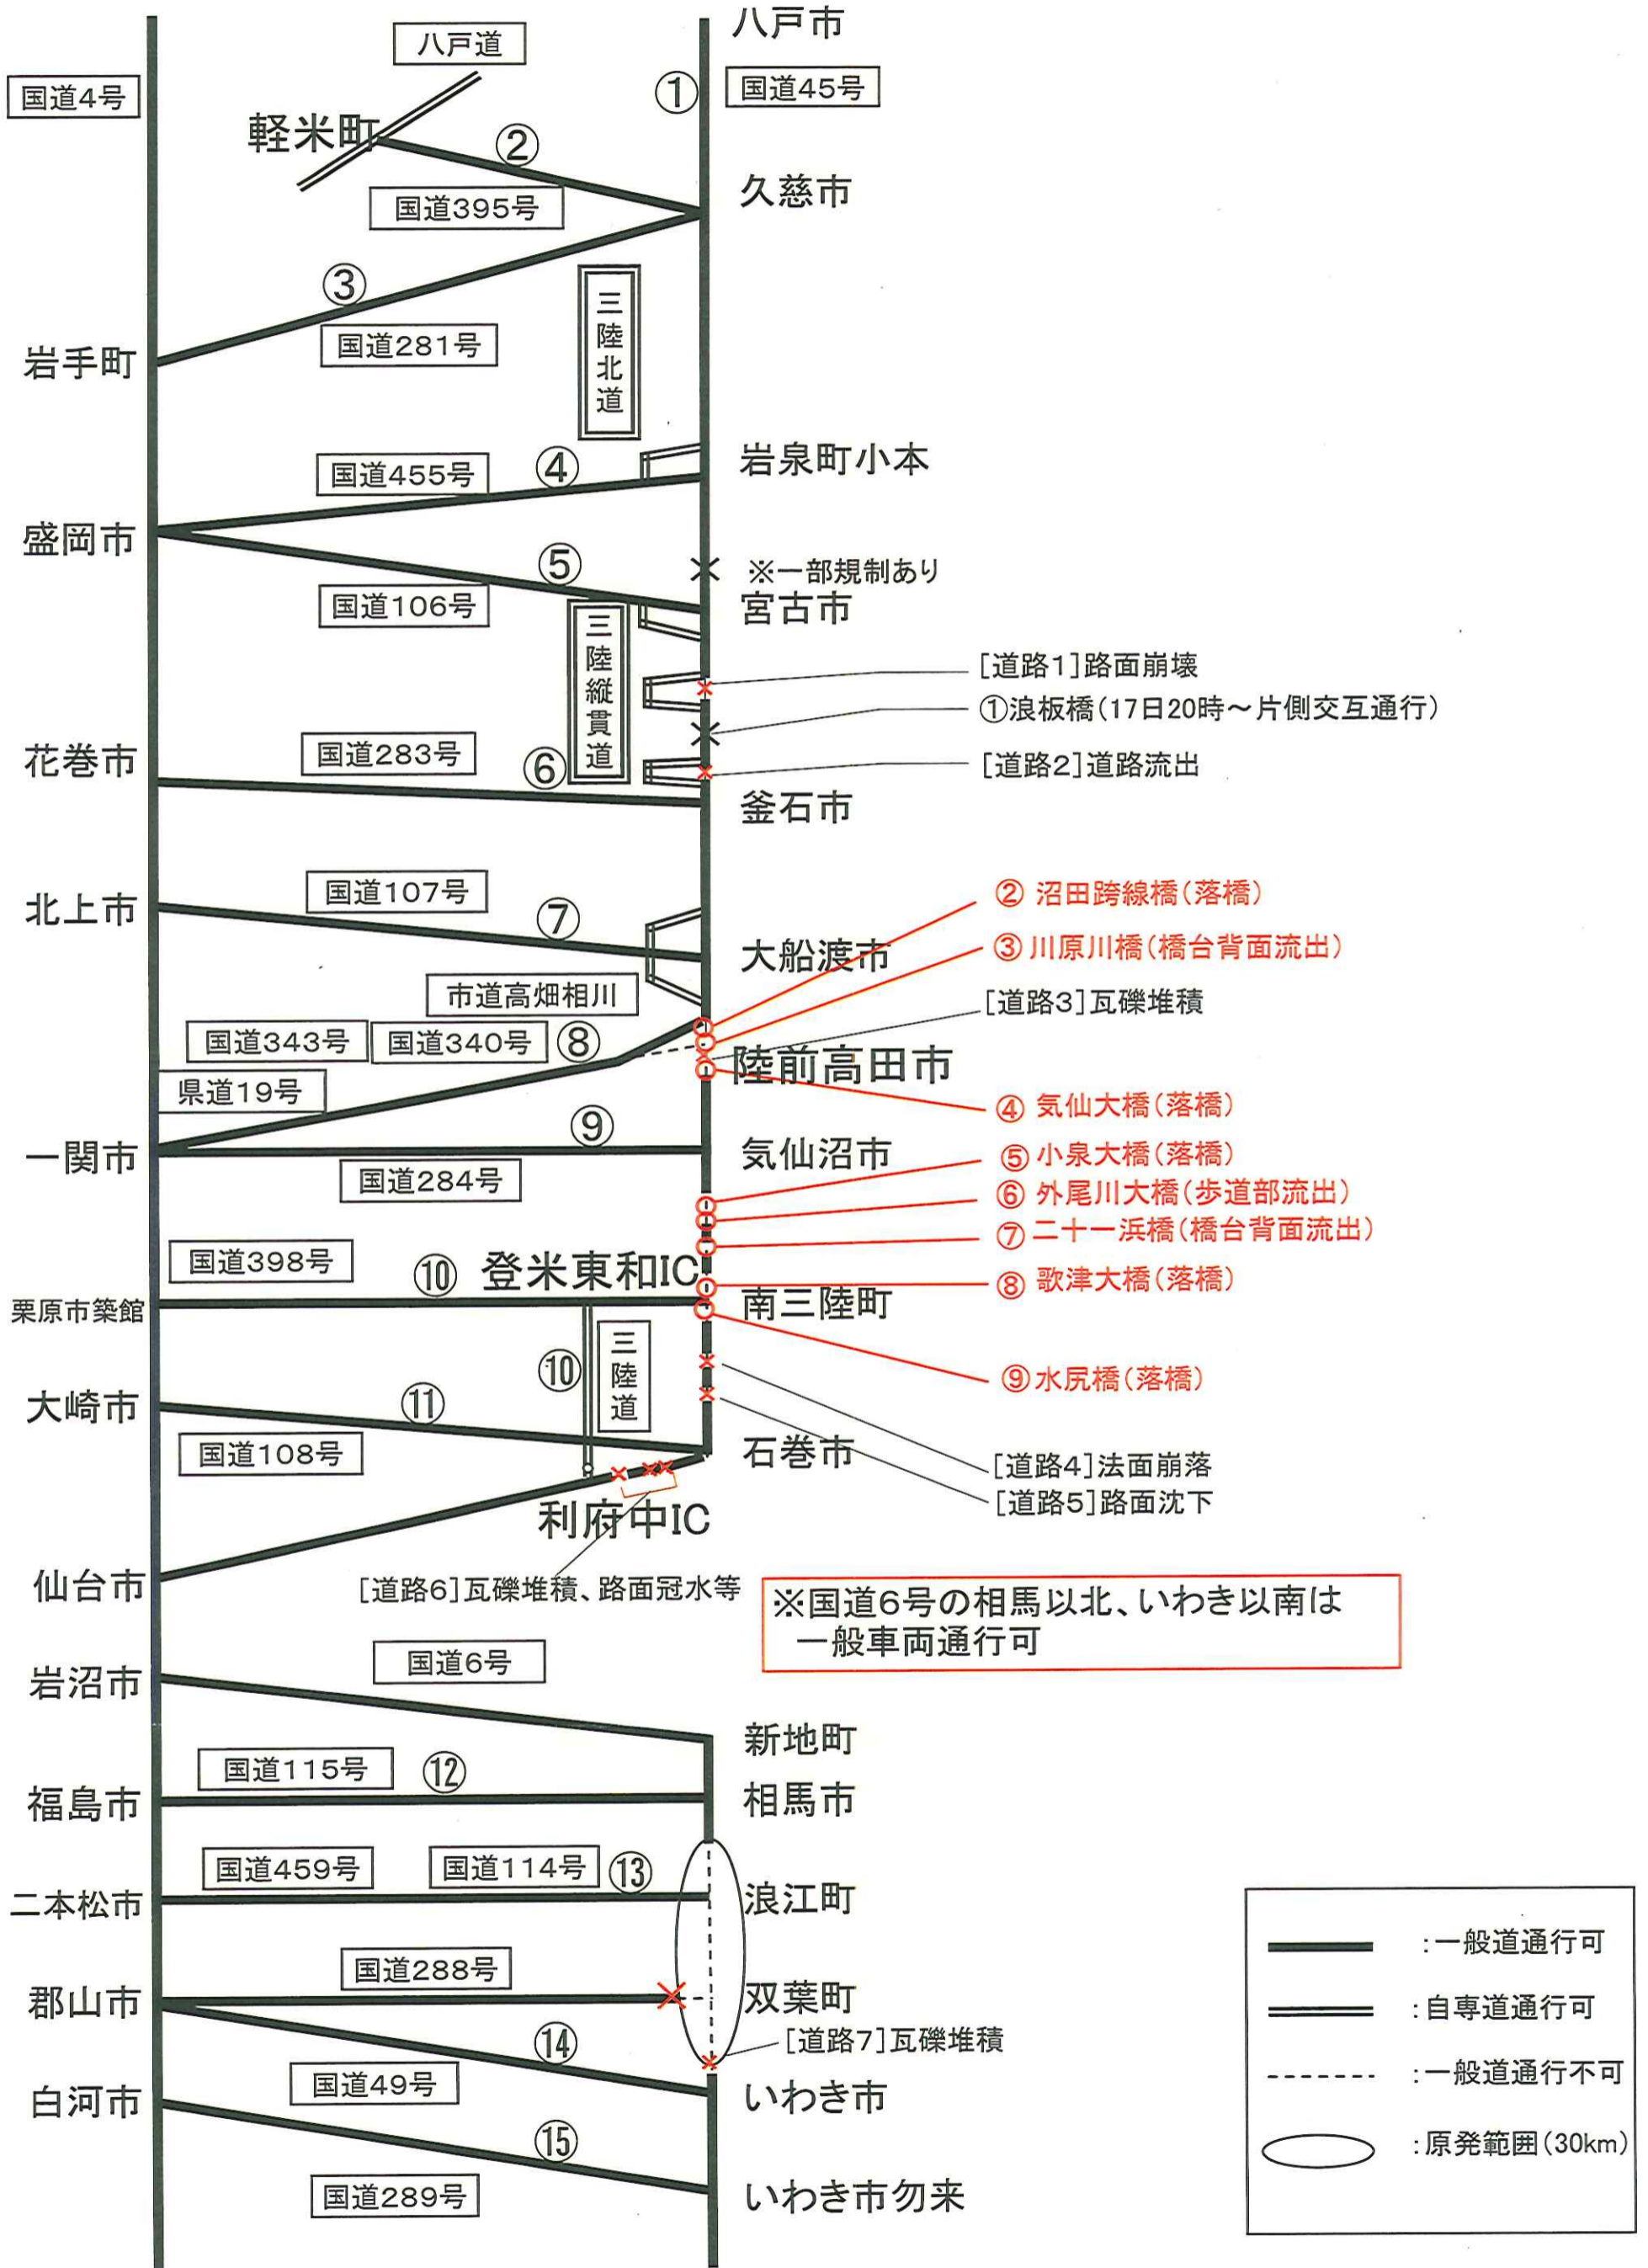 八戸市
八戸道
国道4号
①
国道45号
軽米町
②
久慈市
国道395号
③
三陸北道
国道281号
岩手町
岩泉町小本
国道455号
④
盛岡市
⑤
※一部規制あり
国道106号
宮古市
三陸縦貫道
[道路1]路面崩壊
①浪板橋(17日20時～片側交互通行)
花巻市
国道283号
⑥
[道路2]道路流出
釜石市
国道107号
②沼田跨線橋(落橋)
北上市
⑦
③川原川橋(橋台背面流出)
大船渡市
市道高畑相川
[道路3]瓦礫堆積
国道343号
国道340号
⑧
陸前高田市
県道19号
④気仙大橋(落橋)
⑨
一関市
気仙沼市
⑤小泉大橋(落橋)
国道284号
⑥外尾川大橋(歩道部流出)
⑦二十一浜橋(橋台背面流出)
国道398号
⑩
登米東和IC
⑧歌津大橋(落橋)
栗原市築館
南三陸町
⑩
三陸道
⑨水尻橋(落橋)
大崎市
⑪
国道108号
石巻市
[道路4]法面崩落
[道路5]路面沈下
利府中IC
仙台市
[道路6]瓦礫堆積、路面冠水等
※国道6号の相馬以北、いわき以南は
一般車両通行可
国道6号
岩沼市
新地町
国道115号
⑫
福島市
相馬市
国道459号
国道114号
⑬
二本松市
浪江町
国道288号
郡山市
双葉町
[道路7]瓦礫堆積
⑭
国道49号
白河市
いわき市
⑮
国道289号
いわき市勿来
:一般道通行可
:自専道通行可
:一般道通行不可
:原発範囲(30km)